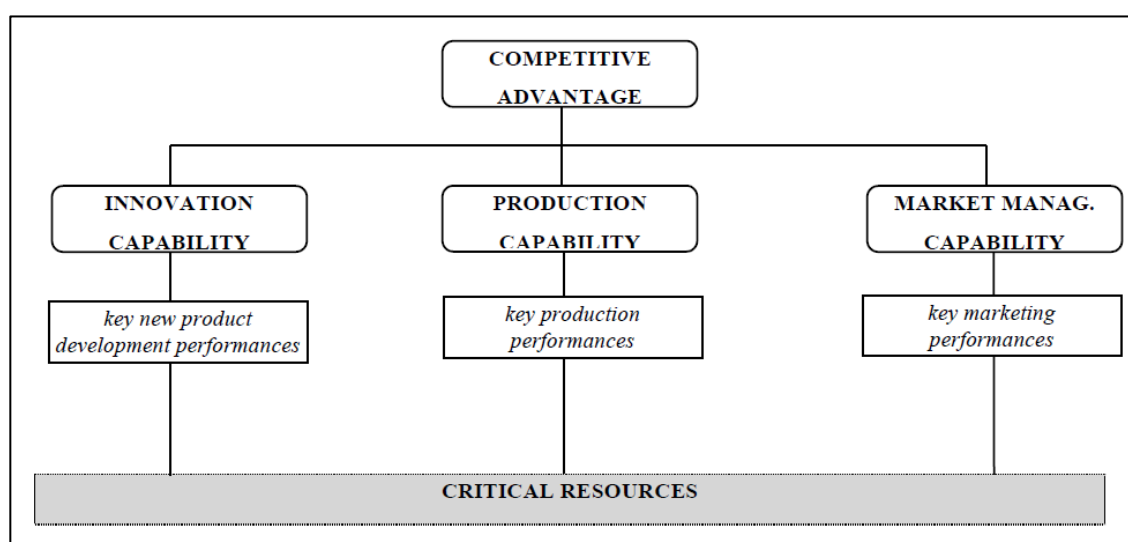 COMPETITIVE
ADVANTAGE
INNOVATION
CAPABILITY
PRODUCTION
CAPABILITY
MARKET MANAG.
CAPABILITY
key new product
development performances
key production
performances
key marketing
performances
CRITICAL RESOURCES